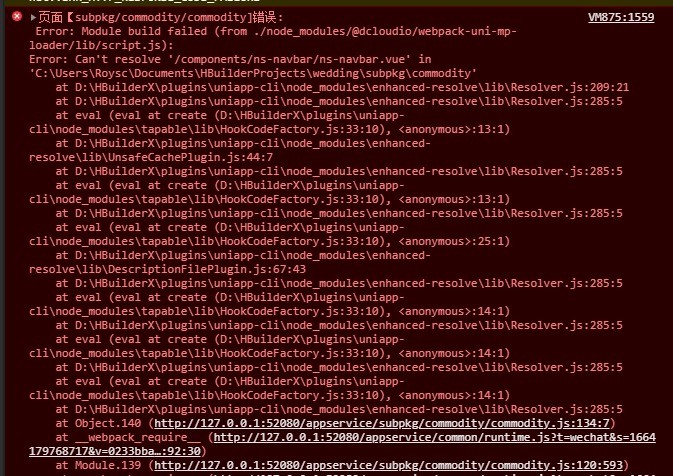 页面【subpkg/commodity/commodity]错误: VM875:1559
Error: Module build failed (from ./node_modules/@dcloudio/webpack-uni-mp-
loader/lib/script.js):
Error: Can't resolve '/components/ns-navbar/ns-navbar.vue' in
'C:\Users\Roysc\Documents\HBuilderProjects\wedding\subpkg\commodity'
at D:\HBuilderX\plugins\uniapp-cli\node_modules\enhanced-resolve\lib\Resolver.js:209:21
at D:\HBuilderX\plugins\uniapp-cli\node_modules\enhanced-resolve\lib\Resolver.js:285:5
at eval (eval at create (D:\HBuilderX\plugins\uniapp-
cli\node_modules\tapable\lib\HookCodeFactory.js:33:10), <anonymous>:13:1)
at D:\HBuilderX\plugins\uniapp-cli\node_modules\enhanced-
resolve\lib\UnsafeCachePlugin.js:44:7
at D:\HBuilderX\plugins\uniapp-cli\node_modules\enhanced-resolve\lib\Resolver.js:285:5
at eval (eval at create (D:\HBuilderX\plugins\uniapp-
cli\node_modules\tapable\lib\HookCodeFactory.js:33:10), <anonymous>:13:1)
at D:\HBuilderX\plugins\uniapp-cli\node_modules\enhanced-resolve\lib\Resolver.js:285:5
at eval (eval at create (D:\HBuilderX\plugins\uniapp-
cli\node_modules\tapable\lib\HookCodeFactory.js:33:10), <anonymous>:25:1)
at D:\HBuilderX\plugins\uniapp-cli\node_modules\enhanced-
resolve\lib\DescriptionFilePlugin.js:67:43
at D:\HBuilderX\plugins\uniapp-cli\node_modules\enhanced-resolve\lib\Resolver.js:285:5
at eval (eval at create (D:\HBuilderX\plugins\uniapp-
cli\node_modules\tapable\lib\HookCodeFactory.js:33:10), <anonymous>:14:1)
at D:\HBuilderX\plugins\uniapp-cli\node_modules\enhanced-resolve\lib\Resolver.js:285:5
at eval (eval at create (D:\HBuilderX\plugins\uniapp-
cli\node_modules\tapable\lib\HookCodeFactory.js:33:10), <anonymous>:14:1)
at D:\HBuilderX\plugins\uniapp-cli\node_modules\enhanced-resolve\lib\Resolver.js:285:5
at eval (eval at create (D:\HBuilderX\plugins\uniapp-
cli\node_modules\tapable\lib\HookCodeFactory.js:33:10), <anonymous>:14:1)
at Object.140 (http://127.0.0.1:52080/appservice/subpkg/commodity/commodity.js:134:7)
at __webpack_require__ (http://127.0.0.1:52080/appservice/common/runtime.js?t=wechat&s=1664
179768717&v=0233bba…:92:30)
at Module.139 (http://127.0.0.1:52080/appservice/subpkg/commodity/commodity.js:120:593)